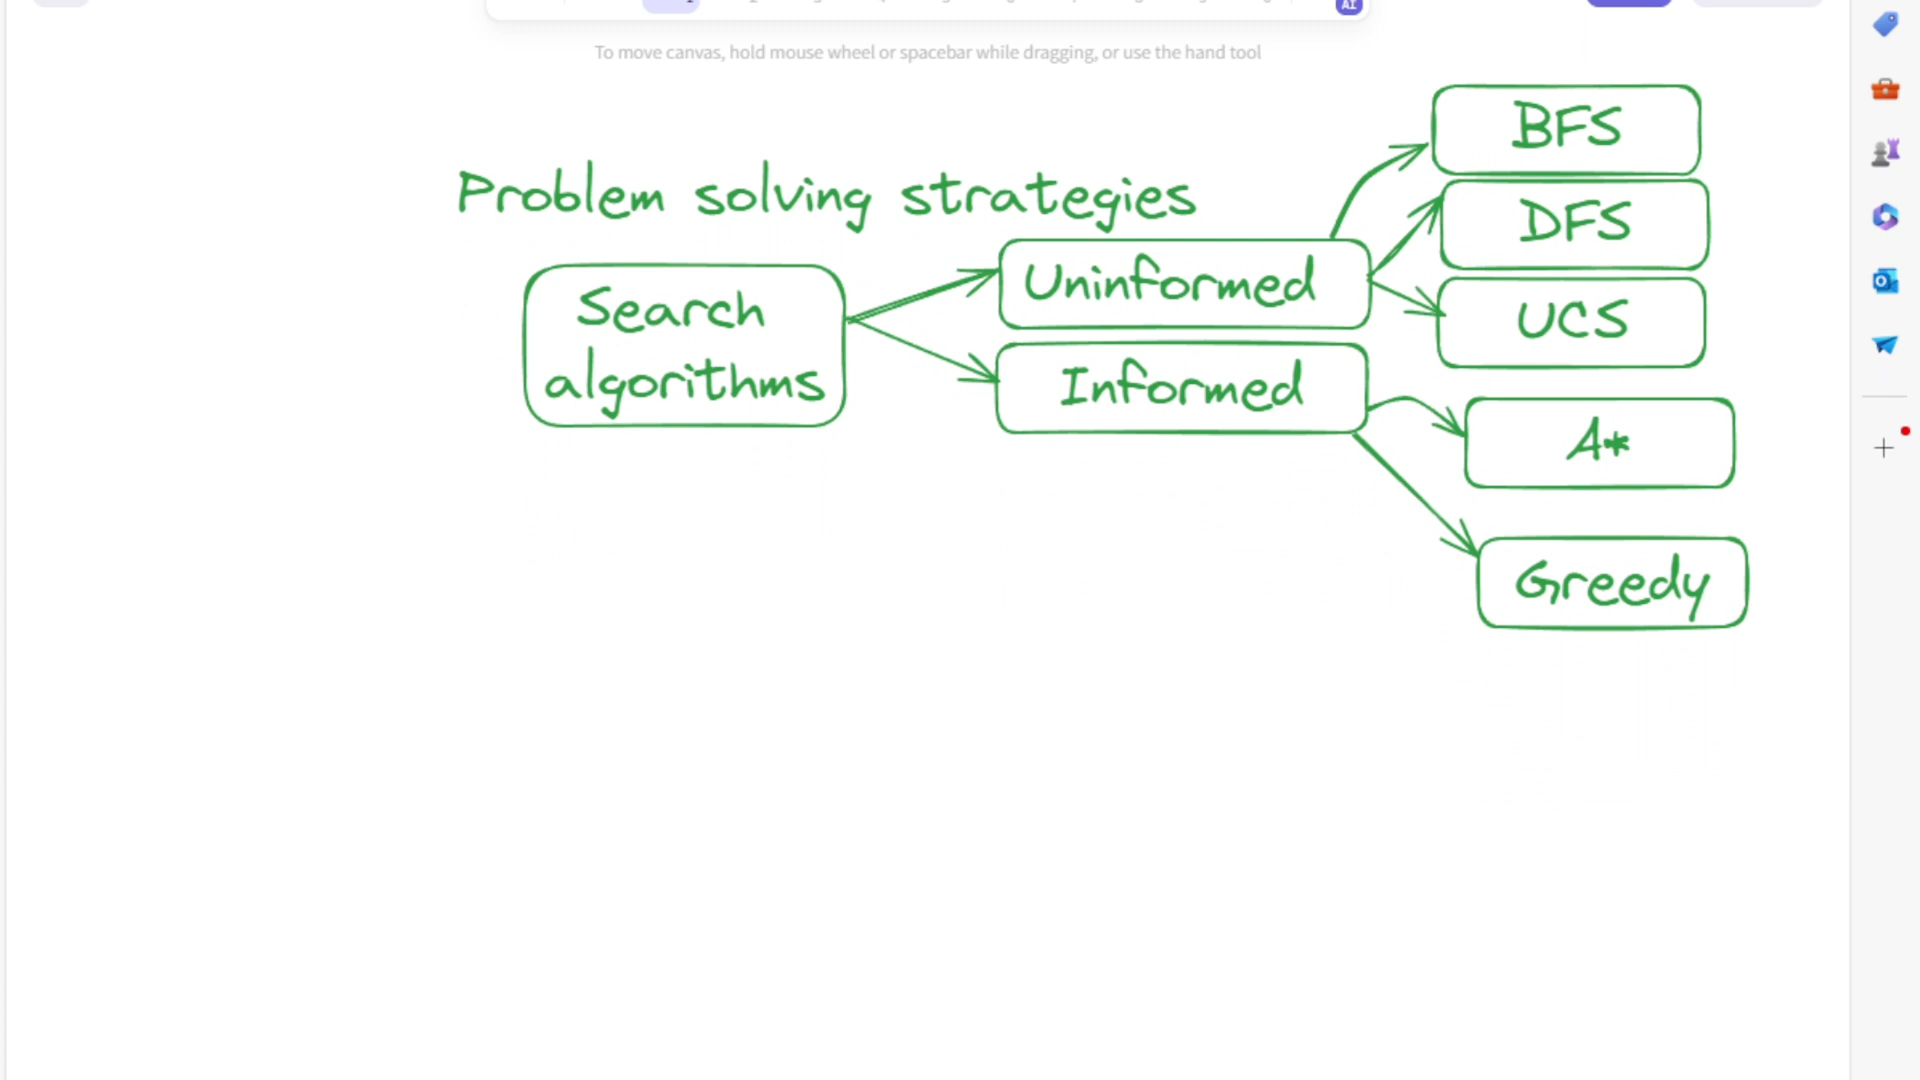 AI
To move canvas, hold mouse wheel or spacebar while dragging, or use the hand tool
Problem solving strategies
Search
algorithms
Uninformed
Informed
BFS
DFS
UCS
A*
Greedy